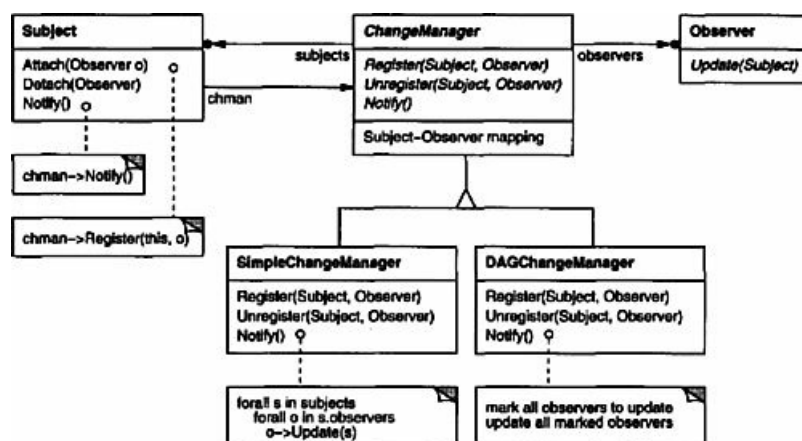 Subject
Attach(Observer o)
Detach(Observer)
Notify()
chman->Notify()
chman->Register(this, o)
subjects
chman
ChangeManager
Register(Subject, Observer)
Unregister(Subject, Observer)
Notify()
Subject-Observer mapping
observers
Observer
Update(Subject)
SimpleChangeManager
Register(Subject, Observer)
Unregister(Subject, Observer)
Notify()
forall s in subjects
forall o in s.observers
o->Update(s)
DAGChangeManager
Register(Subject, Observer)
Unregister(Subject, Observer)
Notify()
mark all observers to update
update all marked observers